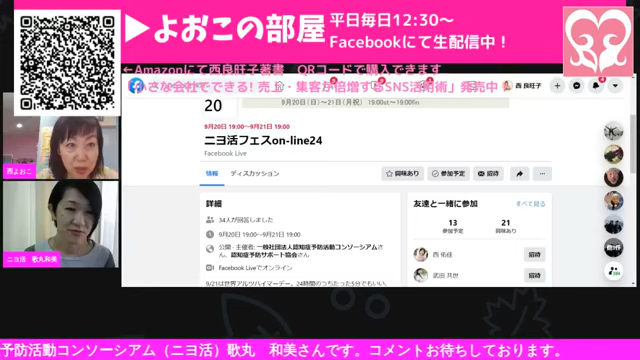 ▶よおこの部屋
平日毎日12:30〜
Facebookにて生配信中！
←Amazonにて西良旺子著書　QRコードで購入できます
「小さな会社でできる! 売上・集客が倍増するSNS活用術」発売中！
西 良旺子
20
9月20日(日)〜21日(月祝) 19:00st〜19:00fin
9月20日 19:00〜9月21日 19:00
ニヨ活フェスon-line24
Facebook Live
情報
ディスカッション
興味あり
参加予定
招待
詳細
34人が回答しました
9月20日 19:00〜9月21日 19:00
公開・主催者: 一般社団法人認知症予防活動コンソーシアムさん、認知症予防サポート協会さん
Facebook Liveでオンライン
9/21は世界アルツハイマーデー。24時間のうちたった5分でもいい、
友達と一緒に参加
すべて見る
13
参加予定
21
興味あり
西 佑佳
招待
武田 共世
招待
西よおこ
ニヨ活　歌丸和美
予防活動コンソーシアム（ニヨ活）歌丸　和美さんです。コメントお待ちしております。